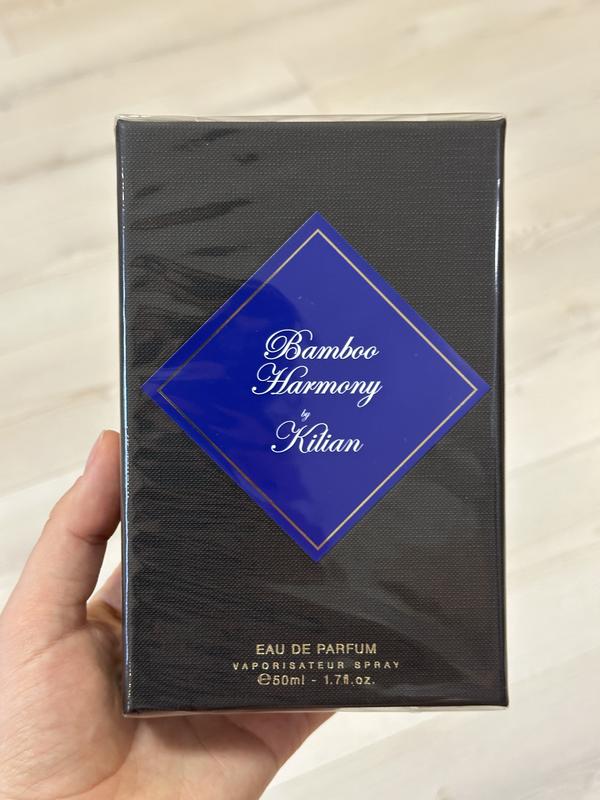 Bamboo
Harmony
by
Kilian
EAU DE PARFUM
VAPORISATEUR SPRAY
℮50ml - 1.7fl.oz.